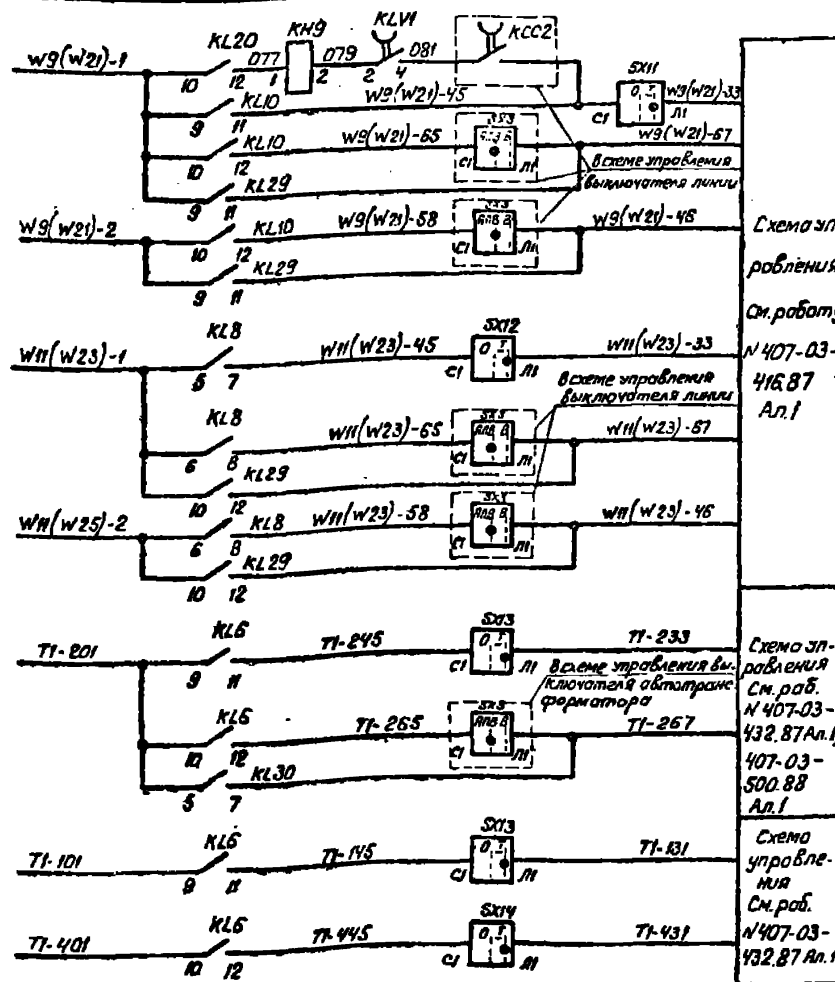 KL20 KH9 KLV1 KCC2
W9(W21)-1 077 079 081
10 12 1 2 2 4
SX11
KL10 W9(W21)-45 O T W9(W21)-33
9 11 C1 Л1
KL10 W9(W21)-65 SX3 W9(W21)-67
АПВ В
10 12 C1 Л1
В схеме управления
выключателя линии
KL29
9 11
W9(W21)-2 KL10 W9(W21)-58 SX3 W9(W21)-46
АПВ В
10 12 C1 Л1
KL29
9 11
Схема уп-
равления
См. работу
N 407-03-
416.87
Ал.1
KL8 SX12
W11(W23)-1 W11(W23)-45 O T W11(W23)-33
5 7 C1 Л1
В схеме управления
выключателя линии
KL8 W11(W23)-65 SX3 W11(W23)-67
АПВ В
6 8 C1 Л1
KL29
10 12
W11(W25)-2 KL8 W11(W23)-58 SX3 W11(W23)-46
АПВ В
6 8 C1 Л1
KL29
10 12
KL6 SX13
T1-201 T1-245 O T T1-233
9 11 C1 Л1
В схеме управления вы-
ключателя автотранс
форматора
KL6 T1-265 SX3 T1-267
АПВ В
10 12 C1 Л1
KL30
5 7
Схема уп-
равления
См. раб.
N 407-03-
432.87 Ал.1
407-03-
500.88
Ал.1
KL6 SX13
T1-101 T1-145 O T T1-131
9 11 C1 Л1
KL6 SX14
T1-401 T1-445 O T T1-431
10 12 C1 Л1
Схема
управле-
ния
См. раб.
N407-03-
432.87 Ал.1